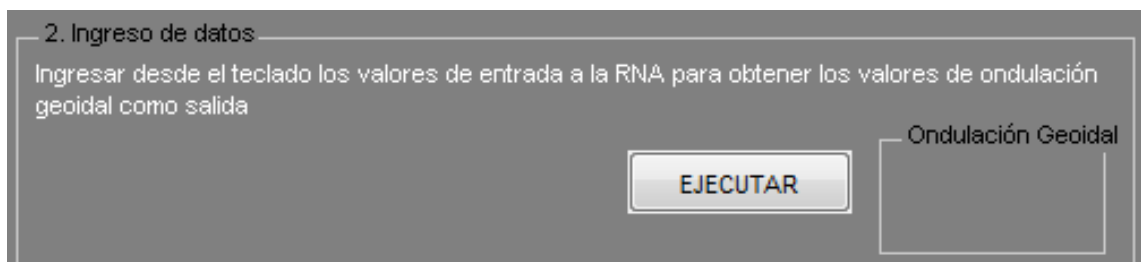 2. Ingreso de datos
Ingresar desde el teclado los valores de entrada a la RNA para obtener los valores de ondulación
geoidal como salida
Ondulación Geoidal
EJECUTAR